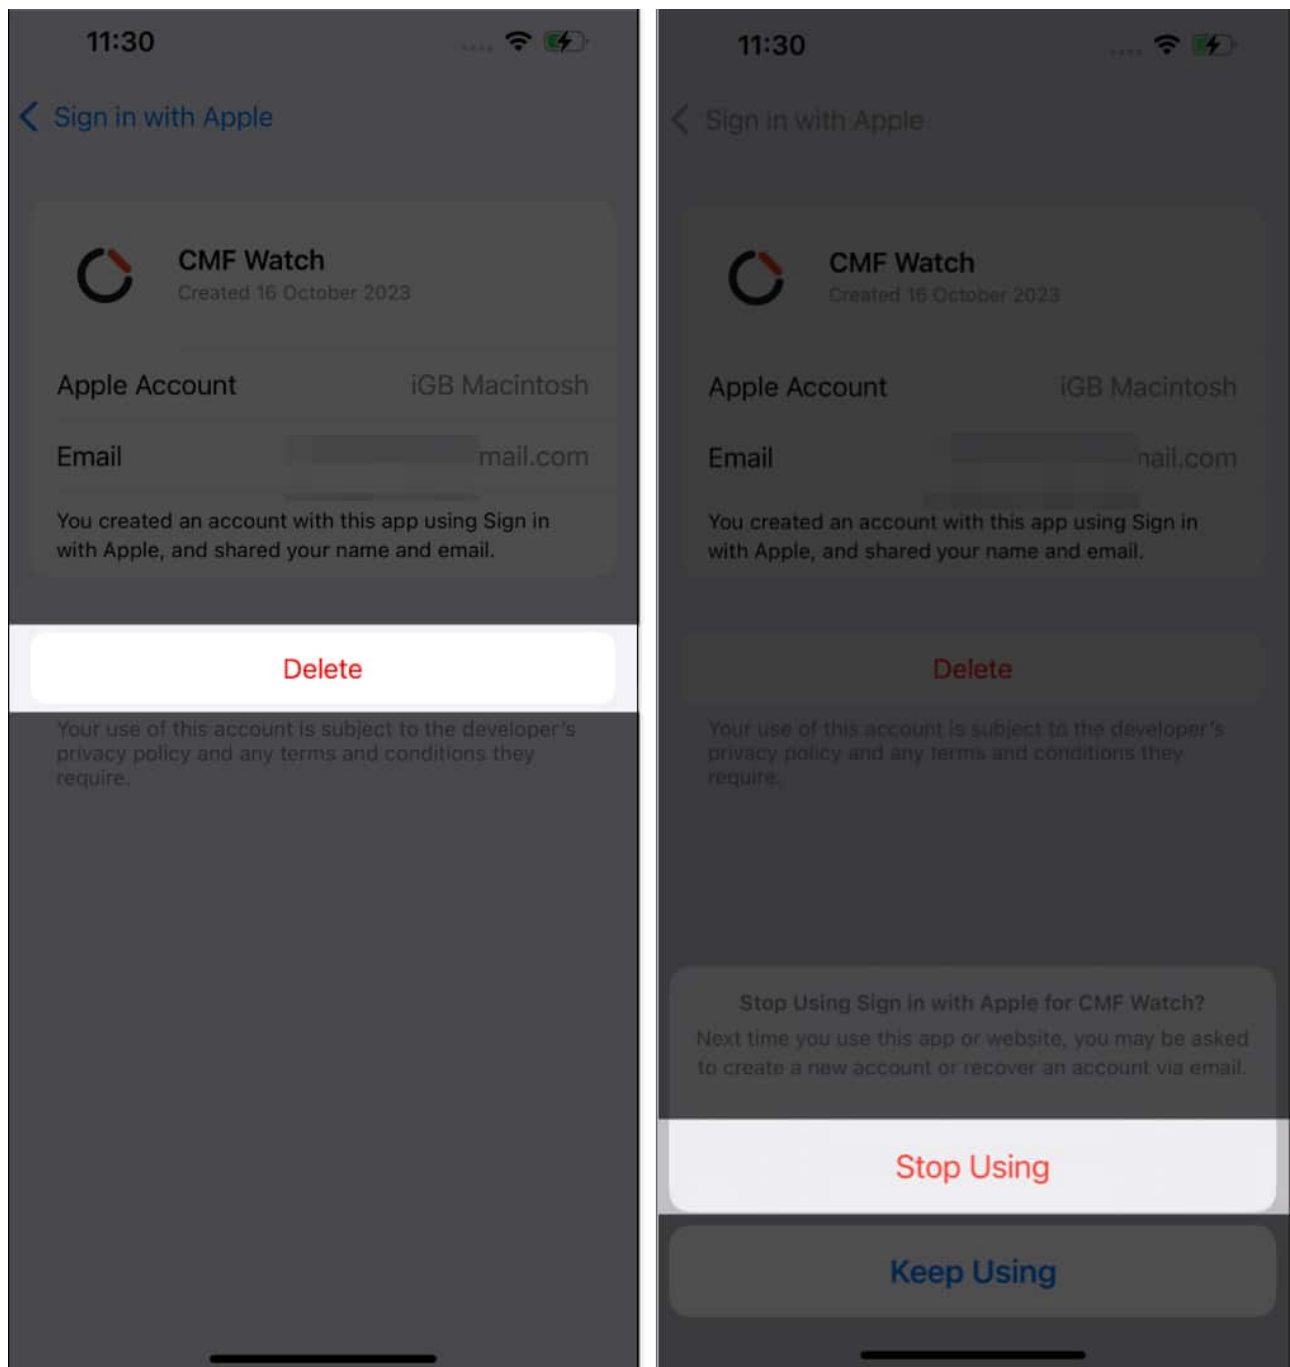 11:30
Sign in with Apple
CMF Watch
Created 16 October 2023
Apple Account iGB Macintosh
Email mail.com
You created an account with this app using Sign in
with Apple, and shared your name and email.
Delete
Your use of this account is subject to the developer's
privacy policy and any terms and conditions they
require.
11:30
Sign in with Apple
CMF Watch
Created 16 October 2023
Apple Account iGB Macintosh
Email mail.com
You created an account with this app using Sign in
with Apple, and shared your name and email.
Delete
Your use of this account is subject to the developer's
privacy policy and any terms and conditions they
require.
Stop Using Sign in with Apple for CMF Watch?
Next time you use this app or website, you may be asked
to create a new account or recover an account via email.
Stop Using
Keep Using